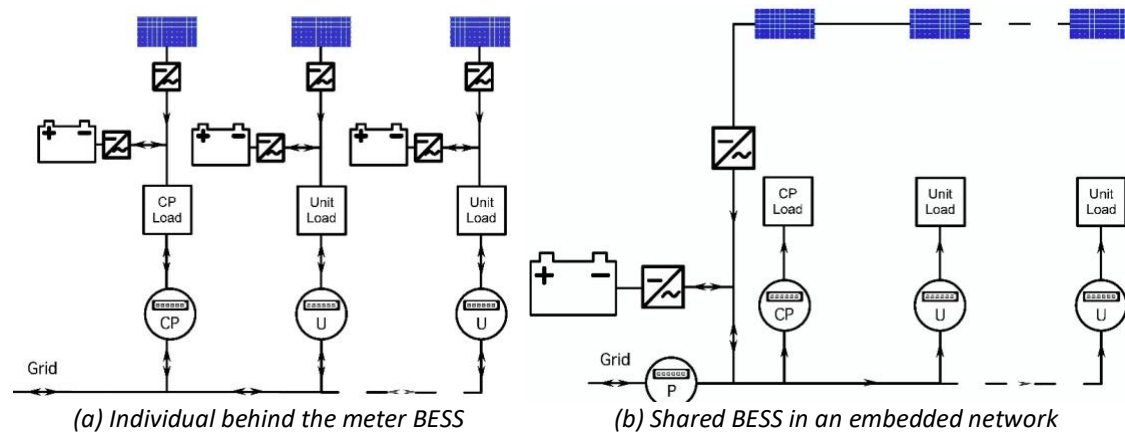 + -
+ -
+ -
CP
Load
Unit
Load
Unit
Load
CP
U
U
Grid
(a) Individual behind the meter BESS
CP
Load
Unit
Load
Unit
Load
+ -
CP
U
U
Grid
P
(b) Shared BESS in an embedded network